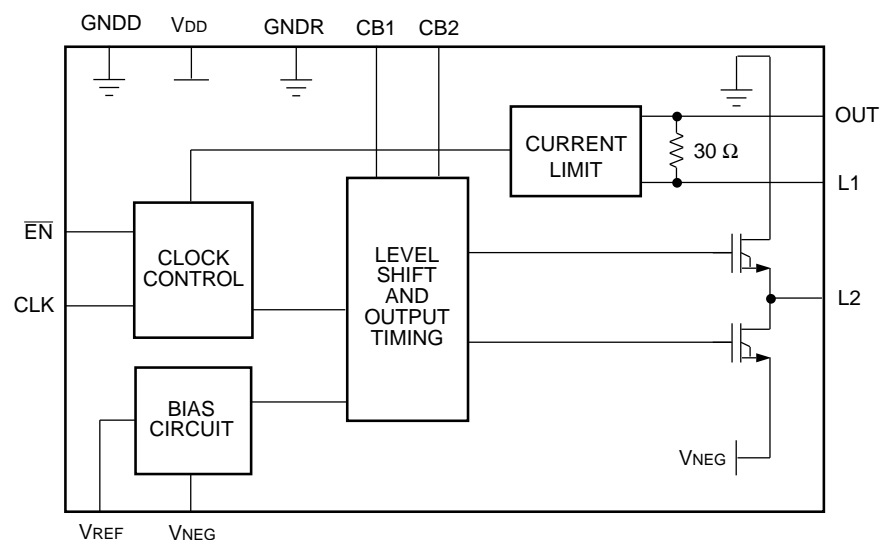 GNDD VDD GNDR CB1 CB2
OUT
CURRENT
LIMIT
30 Ω
L1
EN
CLOCK
CONTROL
LEVEL
SHIFT
AND
OUTPUT
TIMING
CLK
L2
BIAS
CIRCUIT
VNEG
VREF VNEG